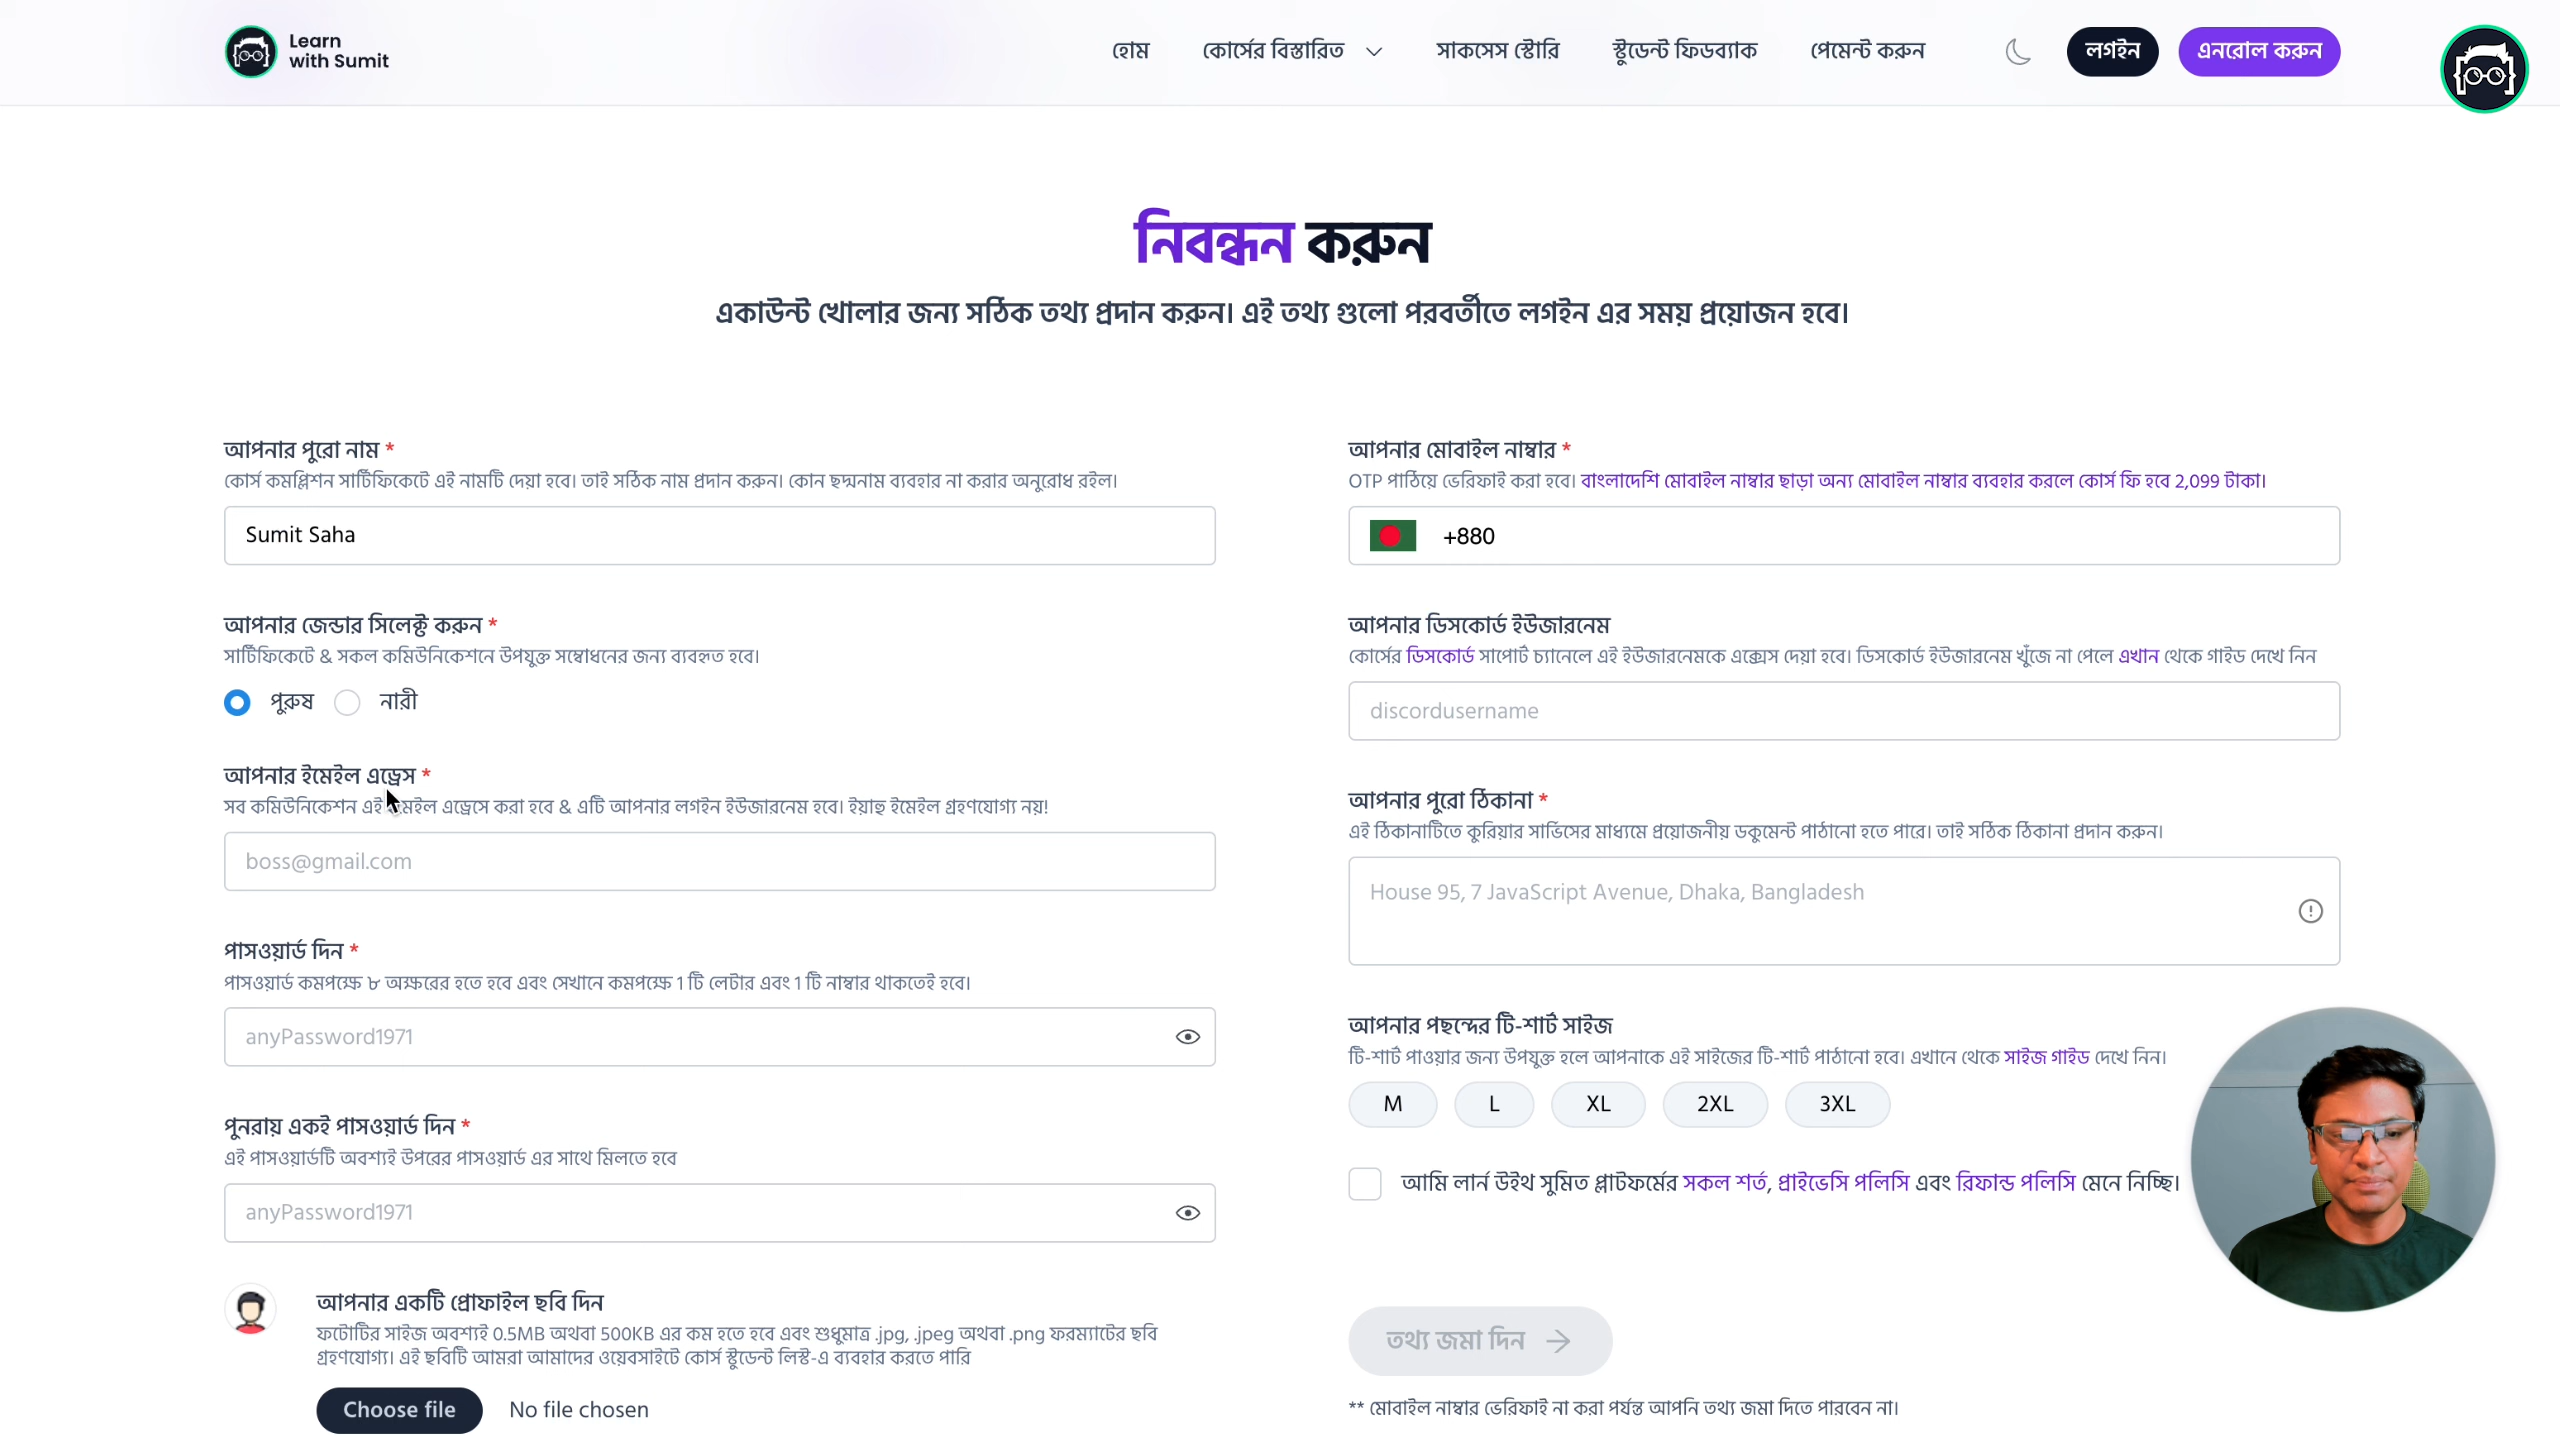 Learn
with Sumit
হোম কোর্সের বিস্তারিত সাকসেস স্টোরি স্টুডেন্ট ফিডব্যাক পেমেন্ট করুন লগইন এনরোল করুন
নিবন্ধন করুন
একাউন্ট খোলার জন্য সঠিক তথ্য প্রদান করুন। এই তথ্য গুলো পরবর্তীতে লগইন এর সময় প্রয়োজন হবে।
আপনার পুরো নাম *
কোর্স কমপ্লিশন সার্টিফিকেটে এই নামটি দেয়া হবে। তাই সঠিক নাম প্রদান করুন। কোন ছদ্মনাম ব্যবহার না করার অনুরোধ রইল।
Sumit Saha
আপনার জেন্ডার সিলেক্ট করুন *
সার্টিফিকেটে & সকল কমিউনিকেশনে উপযুক্ত সম্বোধনের জন্য ব্যবহৃত হবে।
পুরুষ নারী
আপনার ইমেইল এড্রেস *
সব কমিউনিকেশন এই এড্রেসে করা হবে & এটি আপনার লগইন ইউজারনেম হবে। ইয়াহু ইমেইল গ্রহণযোগ্য নয়!
boss@gmail.com
পাসওয়ার্ড দিন *
পাসওয়ার্ড কমপক্ষে ৮ অক্ষরের হতে হবে এবং সেখানে কমপক্ষে 1 টি লেটার এবং 1 টি নাম্বার থাকতেই হবে।
anyPassword1971
পুনরায় একই পাসওয়ার্ড দিন *
এই পাসওয়ার্ডটি অবশ্যই উপরের পাসওয়ার্ড এর সাথে মিলতে হবে
anyPassword1971
আপনার একটি প্রোফাইল ছবি দিন
ফটোটির সাইজ অবশ্যই 0.5MB অথবা 500KB এর কম হতে হবে এবং শুধুমাত্র .jpg, .jpeg অথবা .png ফরম্যাটের ছবি
গ্রহণযোগ্য। এই ছবিটি আমরা আমাদের ওয়েবসাইটে কোর্স স্টুডেন্ট লিস্ট-এ ব্যবহার করতে পারি
Choose file No file chosen
আপনার মোবাইল নাম্বার *
OTP পাঠিয়ে ভেরিফাই করা হবে। বাংলাদেশি মোবাইল নাম্বার ছাড়া অন্য মোবাইল নাম্বার ব্যবহার করলে কোর্স ফি হবে 2,099 টাকা।
+880
আপনার ডিসকোর্ড ইউজারনেম
কোর্সের ডিসকোর্ড সাপোর্ট চ্যানেলে এই ইউজারনেমকে এক্সেস দেয়া হবে। ডিসকোর্ড ইউজারনেম খুঁজে না পেলে এখান থেকে গাইড দেখে নিন
discordusername
আপনার পুরো ঠিকানা *
এই ঠিকানাটিতে কুরিয়ার সার্ভিসের মাধ্যমে প্রয়োজনীয় ডকুমেন্ট পাঠানো হতে পারে। তাই সঠিক ঠিকানা প্রদান করুন।
House 95, 7 JavaScript Avenue, Dhaka, Bangladesh
আপনার পছন্দের টি-শার্ট সাইজ
টি-শার্ট পাওয়ার জন্য উপযুক্ত হলে আপনাকে এই সাইজের টি-শার্ট পাঠানো হবে। এখানে থেকে সাইজ গাইড দেখে নিন।
M L XL 2XL 3XL
আমি লার্ন উইথ সুমিত প্লাটফর্মের সকল শর্ত, প্রাইভেসি পলিসি এবং রিফান্ড পলিসি মেনে নিচ্ছি।
তথ্য জমা দিন
** মোবাইল নাম্বার ভেরিফাই না করা পর্যন্ত আপনি তথ্য জমা দিতে পারবেন না।